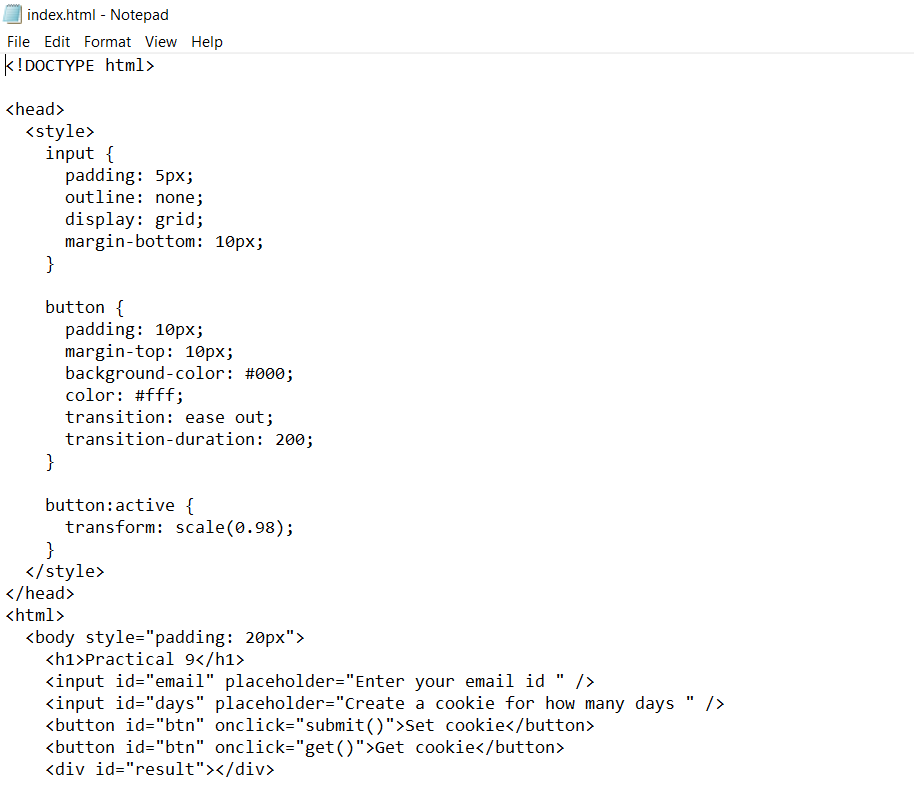 index.html - Notepad
File Edit Format View Help
<!DOCTYPE html>

<head>
  <style>
    input {
      padding: 5px;
      outline: none;
      display: grid;
      margin-bottom: 10px;
    }

    button {
      padding: 10px;
      margin-top: 10px;
      background-color: #000;
      color: #fff;
      transition: ease out;
      transition-duration: 200;
    }

    button:active {
      transform: scale(0.98);
    }
  </style>
</head>
<html>
  <body style="padding: 20px">
    <h1>Practical 9</h1>
    <input id="email" placeholder="Enter your email id " />
    <input id="days" placeholder="Create a cookie for how many days " />
    <button id="btn" onclick="submit()">Set cookie</button>
    <button id="btn" onclick="get()">Get cookie</button>
    <div id="result"></div>